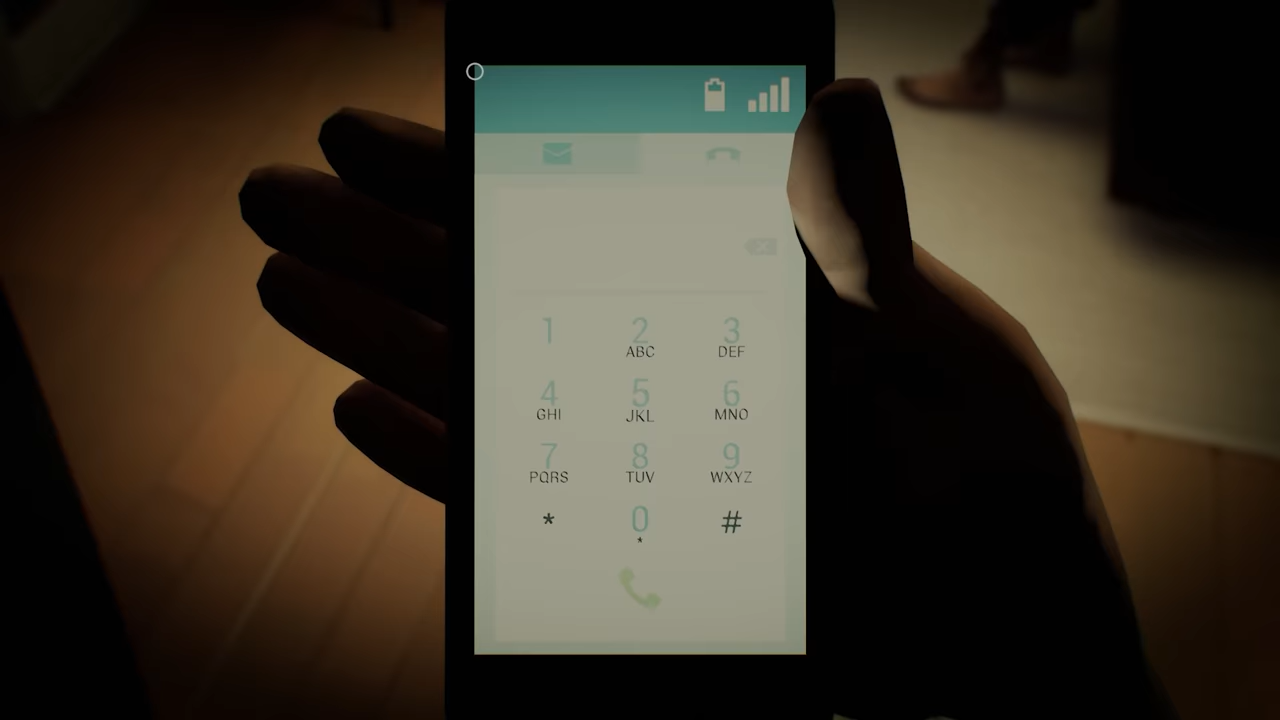 1 2 3
ABC DEF
4 5 6
GHI JKL MNO
7 8 9
PQRS TUV WXYZ
* 0 #
*